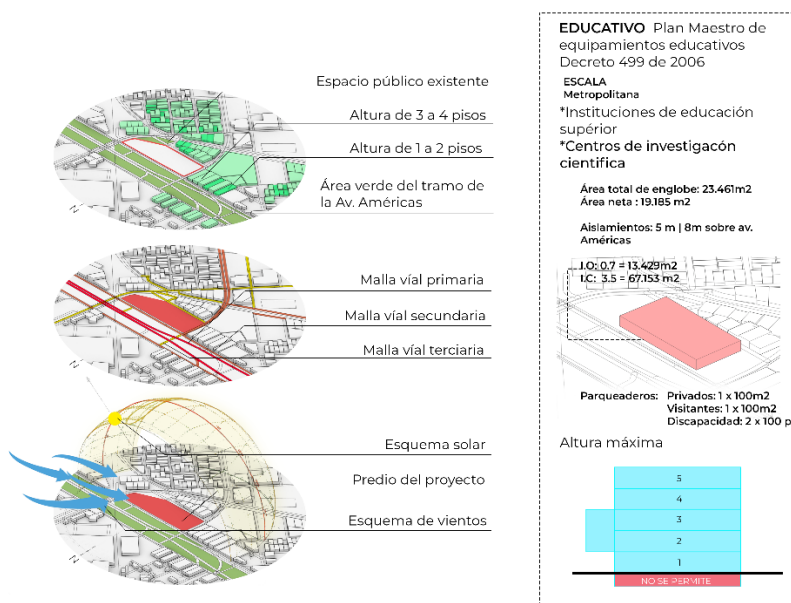 Espacio público existente
Altura de 3 a 4 pisos
Altura de 1 a 2 pisos
Área verde del tramo de
la Av. Américas
Malla víal primaria
Malla víal secundaria
Malla víal terciaria
Esquema solar
Predio del proyecto
Esquema de vientos
EDUCATIVO Plan Maestro de
equipamientos educativos
Decreto 499 de 2006
ESCALA
Metropolitana
*Instituciones de educación
supérior
*Centros de investigacón
cientifica
Área total de englobe: 23.461m2
Área neta : 19.185 m2
Aislamientos: 5 m | 8m sobre av.
Américas
I.O: 0.7 = 13.429m2
I.C: 3.5 = 67.153 m2
Parqueaderos: Privados: 1 x 100m2
Visitantes: 1 x 100m2
Discapacidad: 2 x 100 p
Altura máxima
5
4
3
2
1
NO SE PERMITE